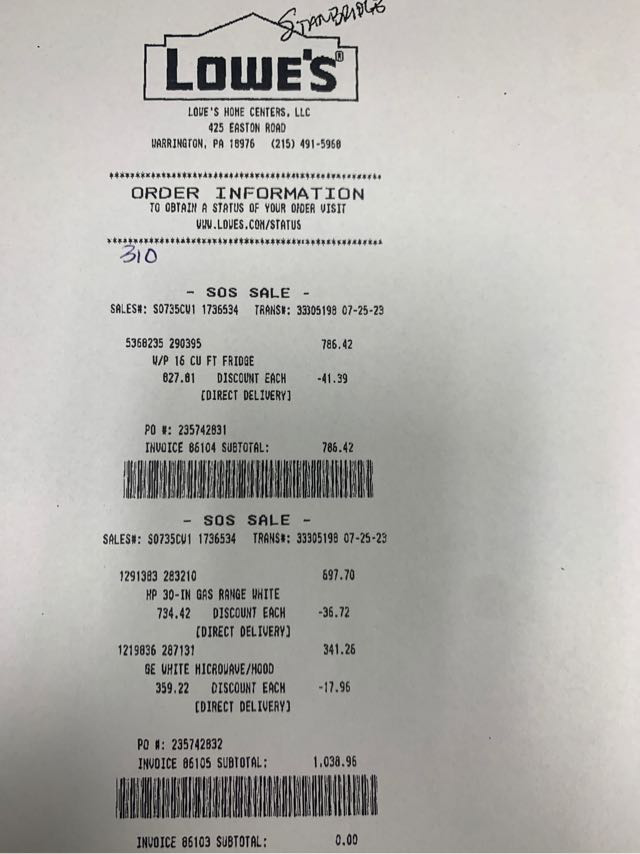 STANBRIDGE
LOWE'S®
LOWE'S HOME CENTERS, LLC
425 EASTON ROAD
WARRINGTON, PA 18976 (215) 491-5960
ORDER INFORMATION
TO OBTAIN A STATUS OF YOUR ORDER VISIT
WWW.LOWES.COM/STATUS
310
- SOS SALE -
SALES#: S0735CW1 1736534 TRANS#: 33305198 07-25-23
5368235 290395 786.42
W/P 16 CU FT FRIDGE
827.81 DISCOUNT EACH -41.39
[DIRECT DELIVERY]
PO #: 235742831
INVOICE 86104 SUBTOTAL: 786.42
- SOS SALE -
SALES#: S0735CW1 1736534 TRANS#: 33305198 07-25-23
1291383 283210 697.70
HP 30-IN GAS RANGE WHITE
734.42 DISCOUNT EACH -36.72
[DIRECT DELIVERY]
1219836 287131 341.26
GE WHITE MICROWAVE/HOOD
359.22 DISCOUNT EACH -17.96
[DIRECT DELIVERY]
PO #: 235742832
INVOICE 86105 SUBTOTAL: 1,038.96
INVOICE 86103 SUBTOTAL: 0.00